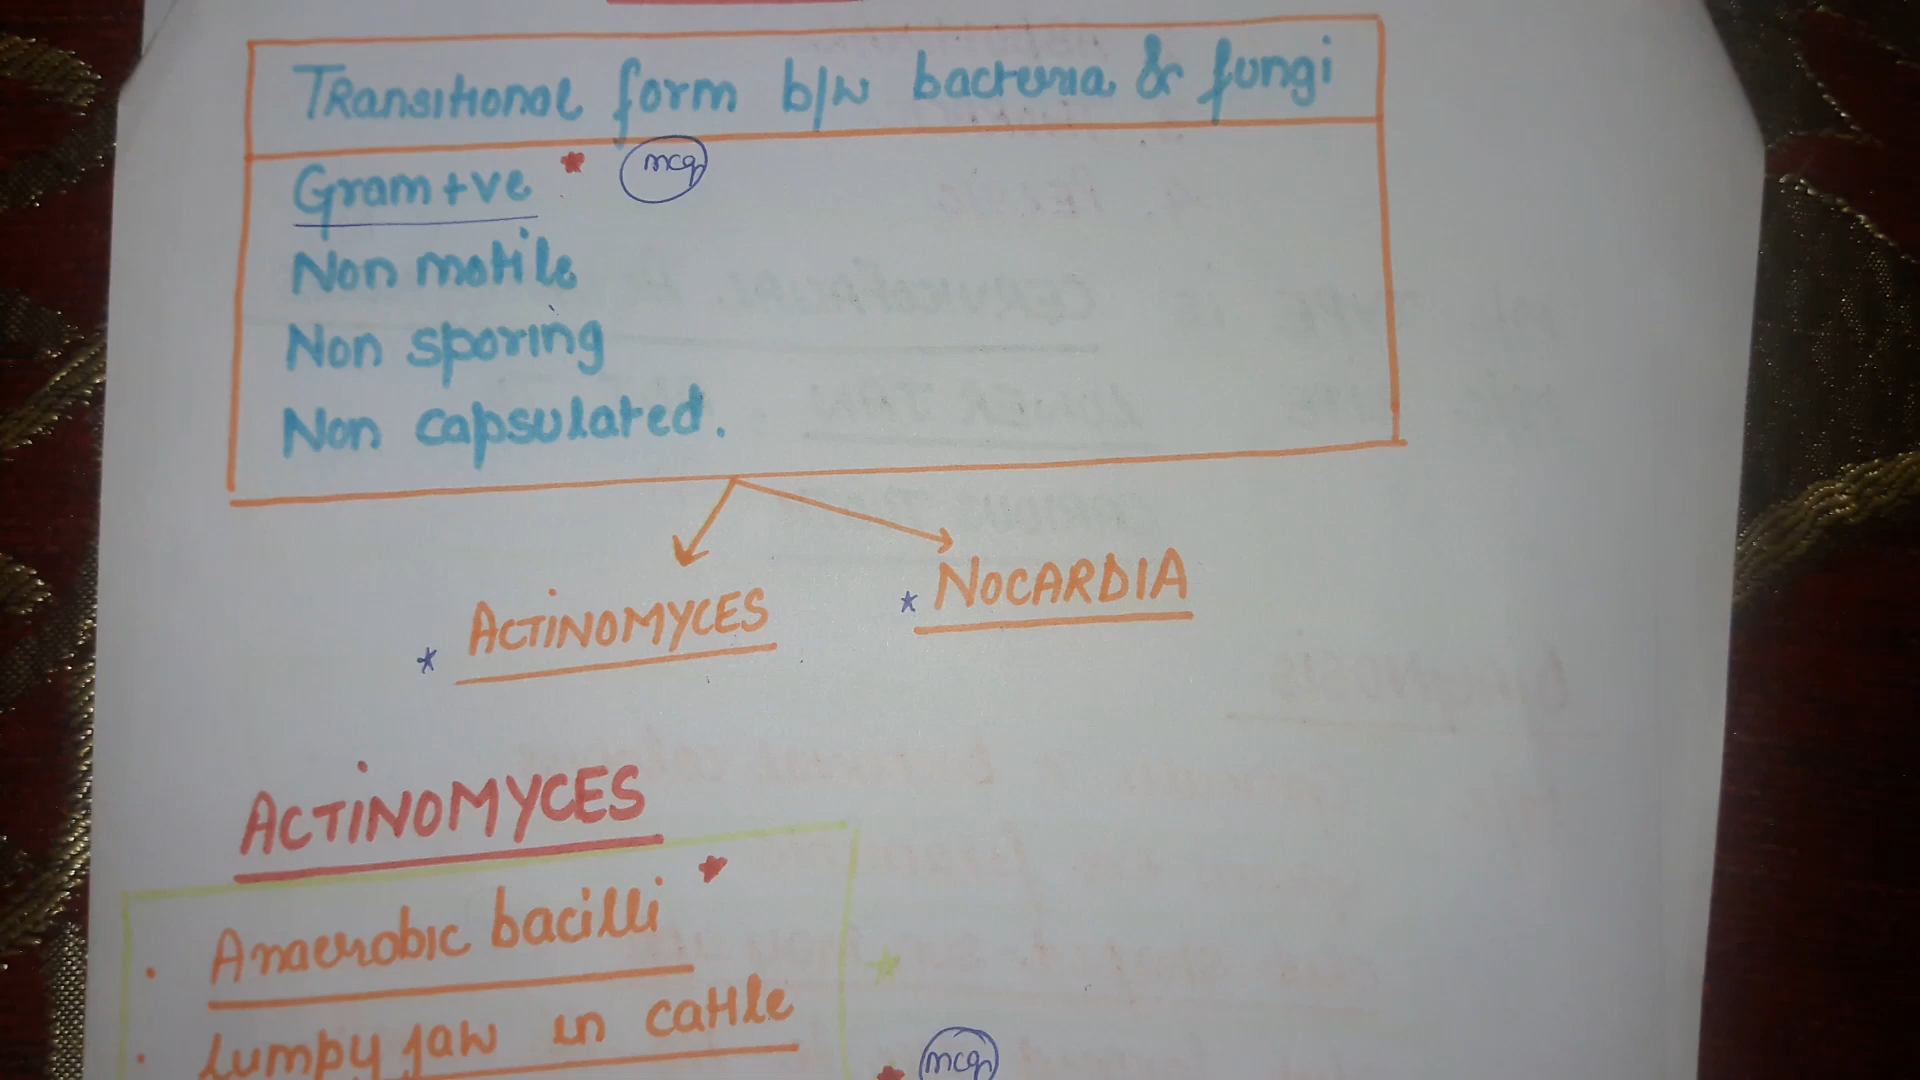 Transitional form b/w bacteria & fungi
Gram+ve * mcq
Non motile
Non sporing
Non capsulated.
* ACTINOMYCES
* NOCARDIA
ACTINOMYCES
. Anaerobic bacilli *
. Lumpy jaw in cattle
* mcq